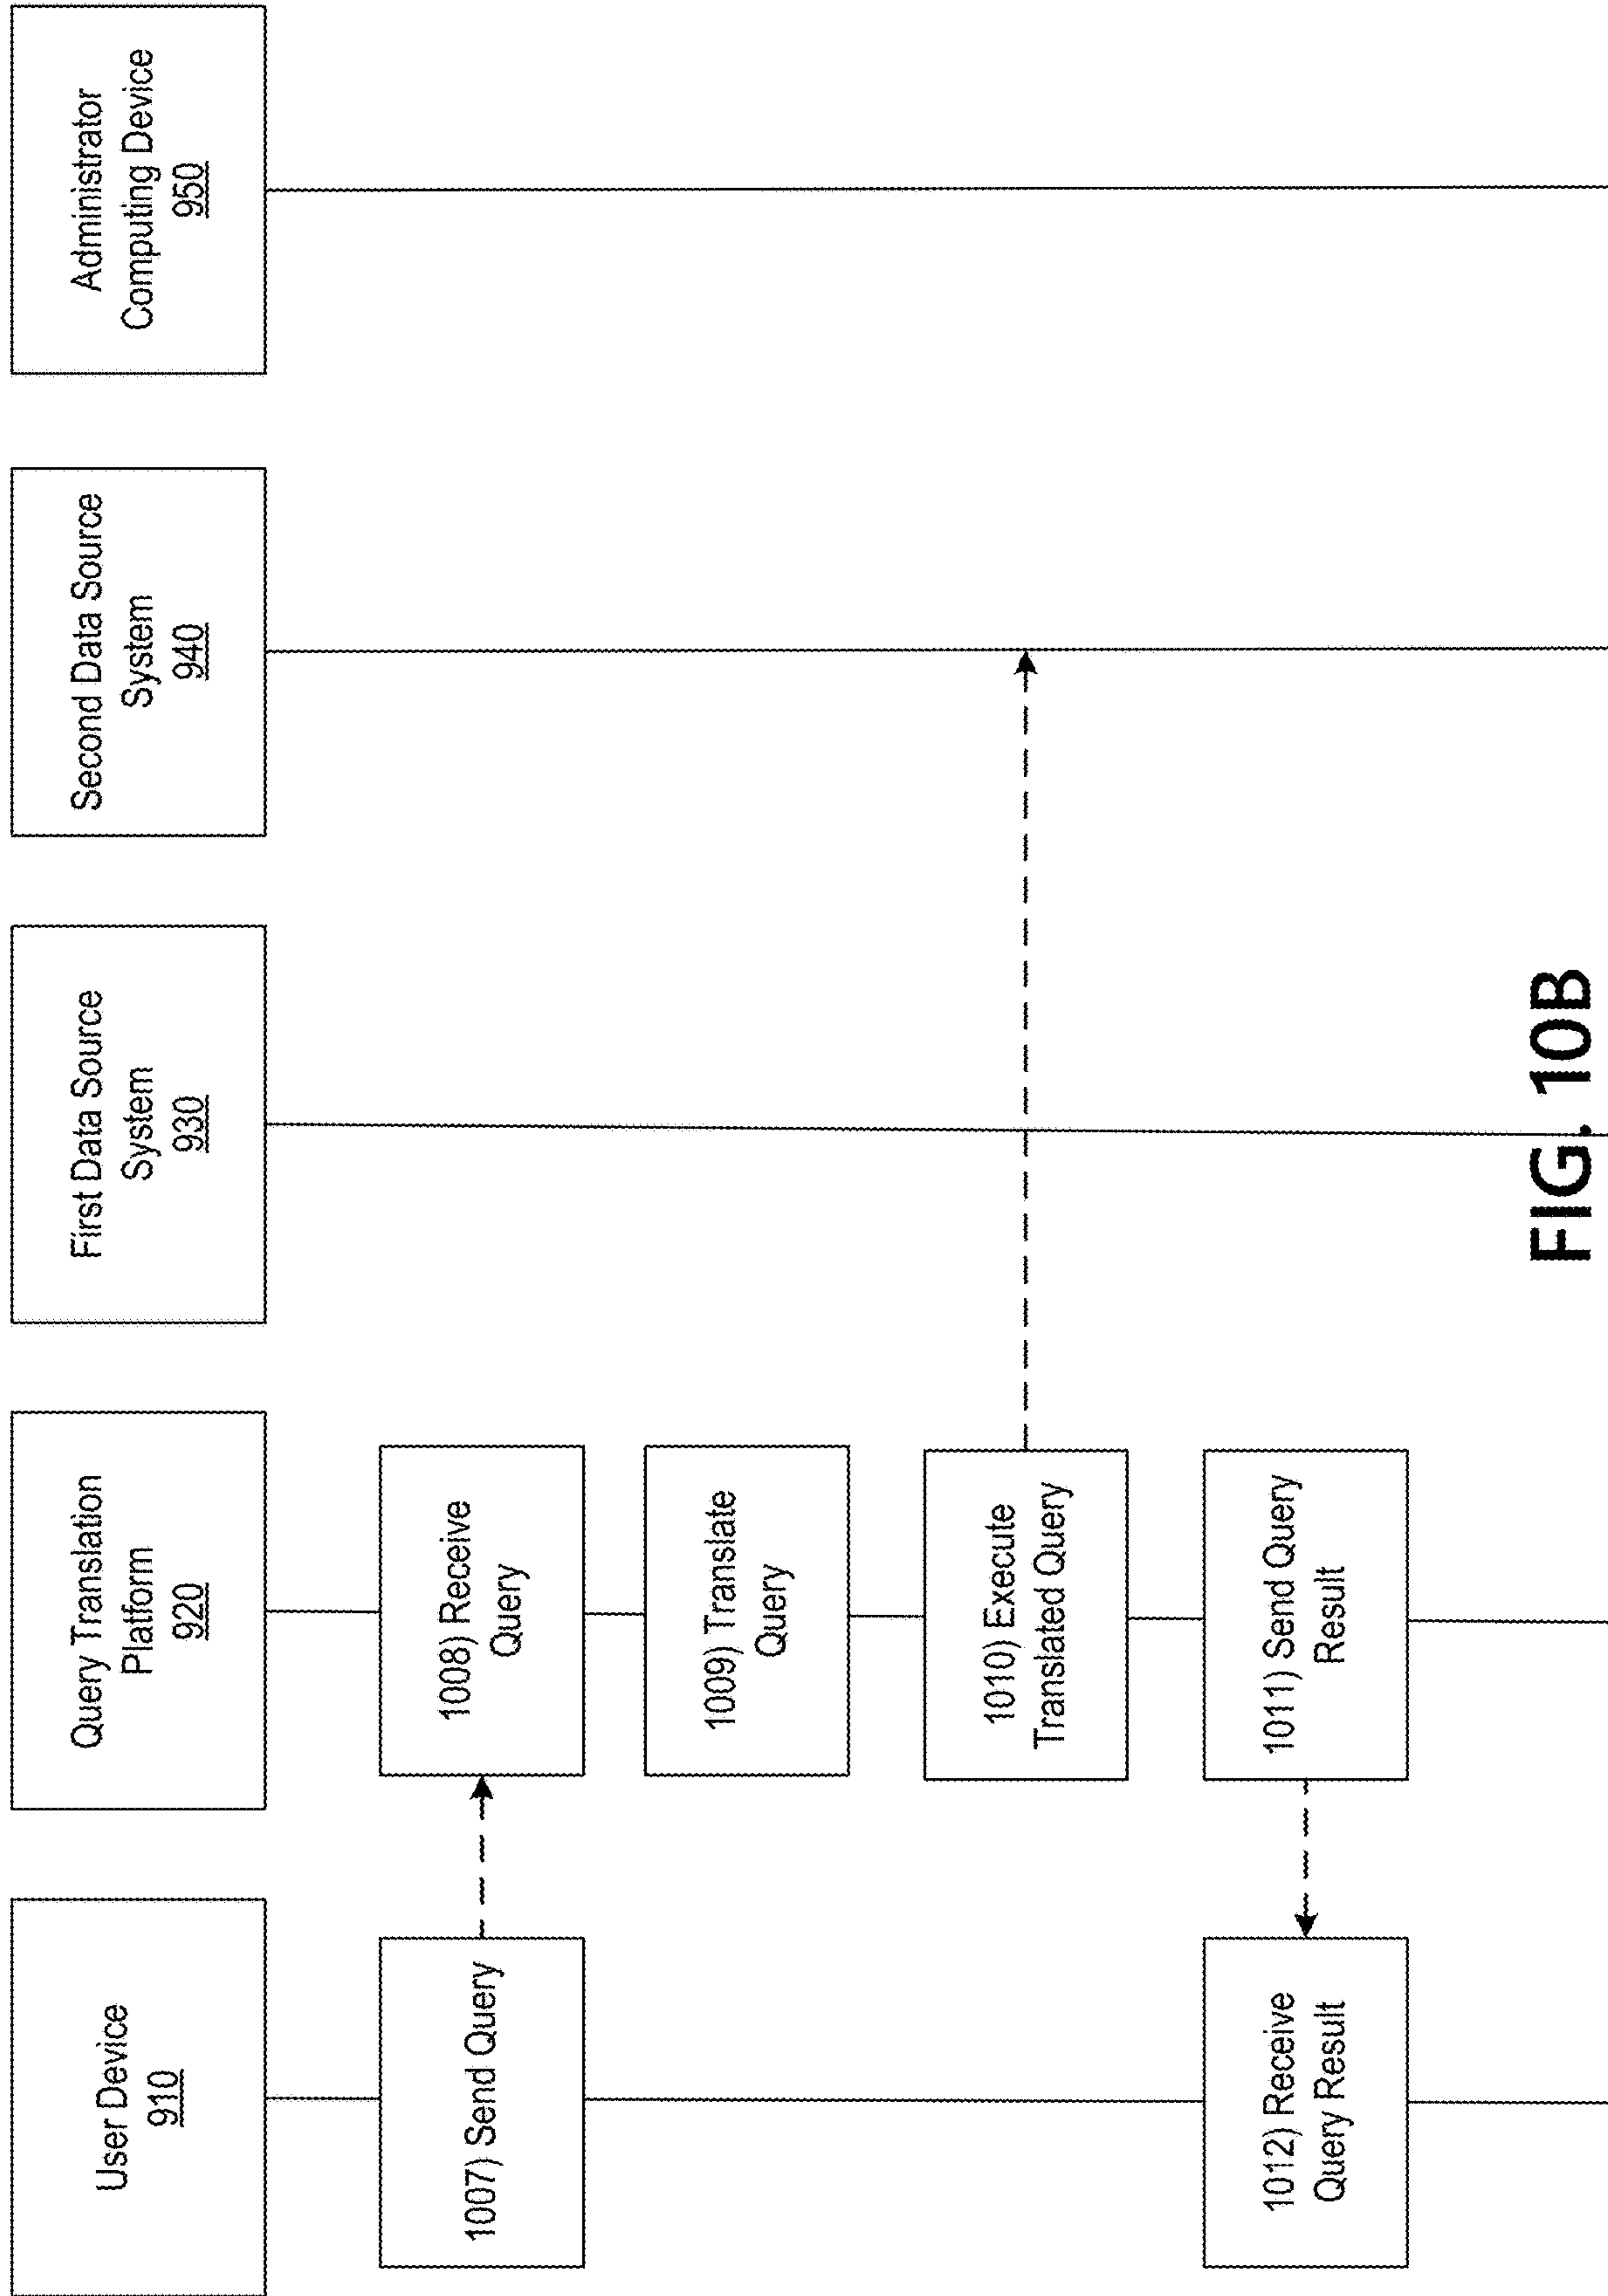 User Device
910
Query Translation
Platform
920
First Data Source
System
930
Second Data Source
System
940
Administrator
Computing Device
950
1007) Send Query
1008) Receive
Query
1009) Translate
Query
1010) Execute
Translated Query
1011) Send Query
Result
1012) Receive
Query Result
FIG. 10B